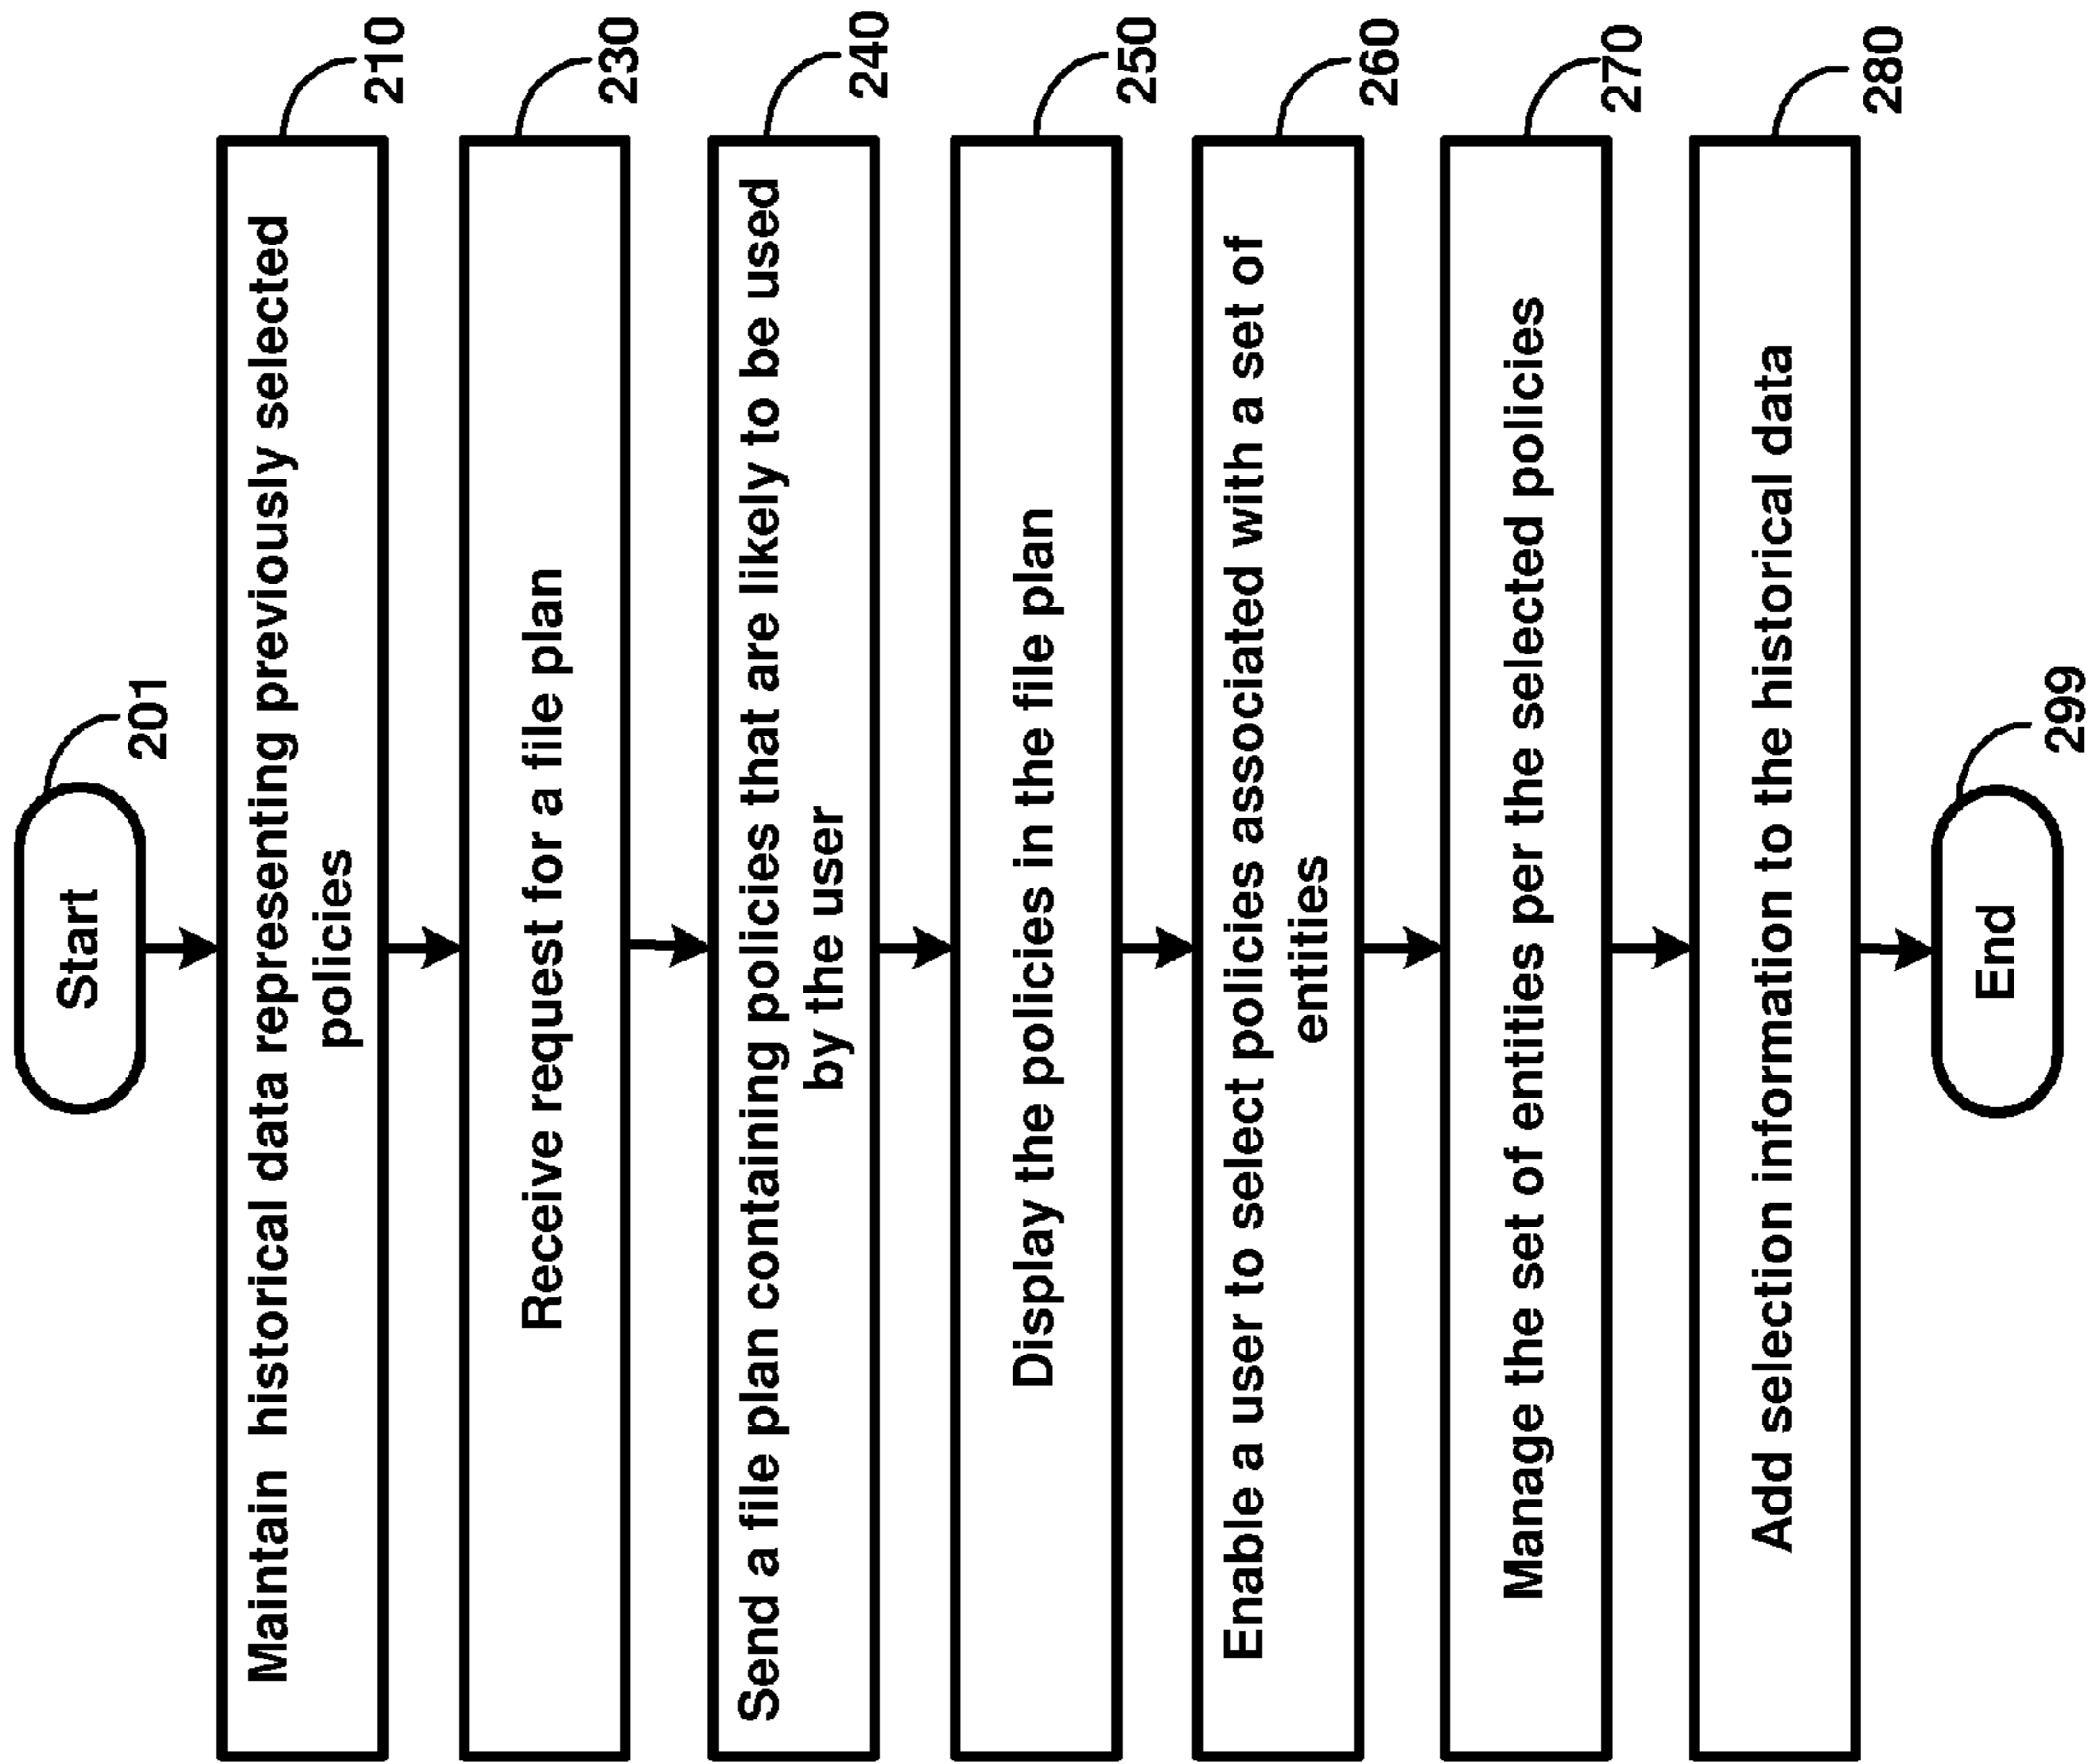 Start
201
Maintain historical data representing previously selected
policies
210
Receive request for a file plan
230
Send a file plan containing policies that are likely to be used
by the user
240
Display the policies in the file plan
250
Enable a user to select policies associated with a set of
entities
260
Manage the set of entities per the selected policies
270
Add selection information to the historical data
280
End
299